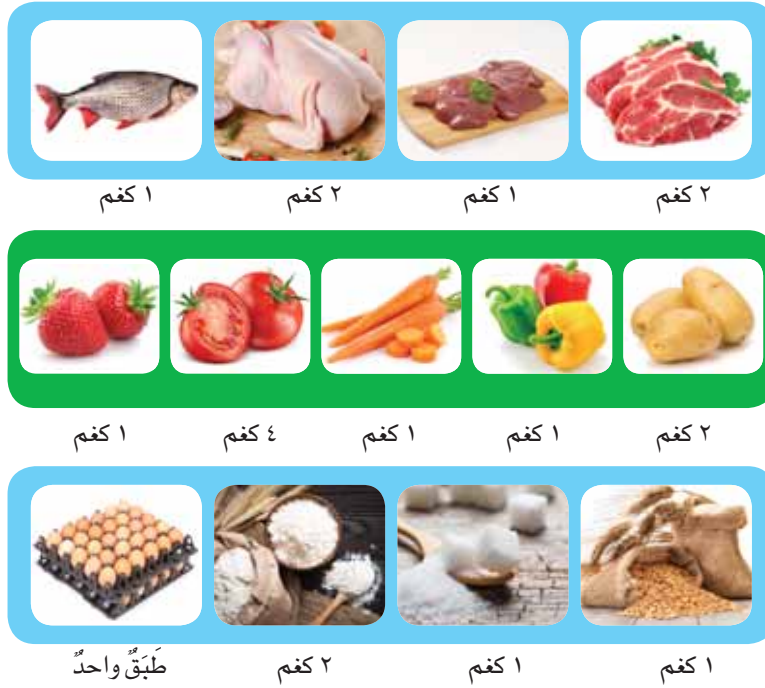 ٢ كغم ١ كغم ٢ كغم ١ كغم
٢ كغم ١ كغم ١ كغم ٤ كغم ١ كغم
١ كغم ١ كغم ٢ كغم طَبَقٌ واحدٌ